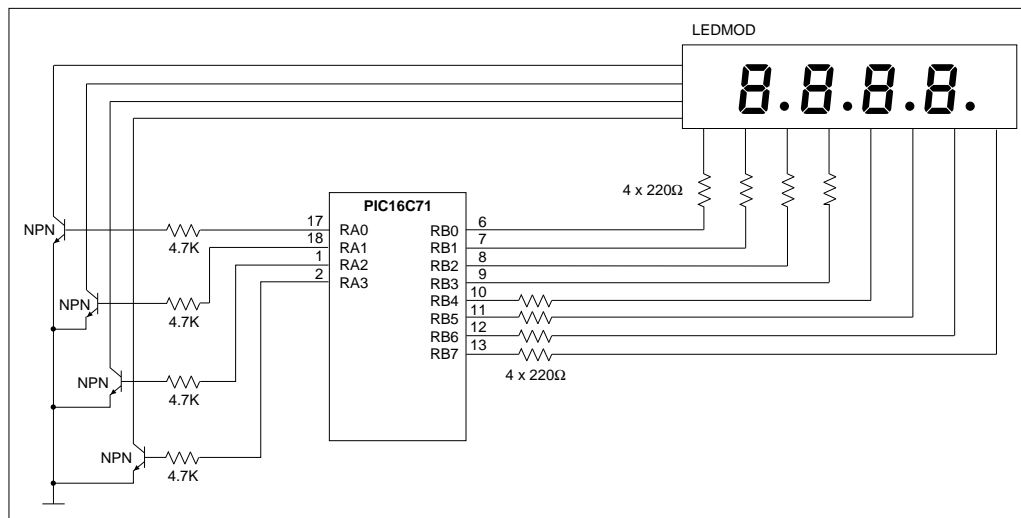 LEDMOD
8.8.8.8.
4 x 220Ω
PIC16C71
NPN
4.7K
17 RA0 RB0 6
18 RA1 RB1 7
1 RA2 RB2 8
2 RA3 RB3 9
RB4 10
RB5 11
RB6 12
RB7 13
NPN
4.7K
4 x 220Ω
NPN
4.7K
NPN
4.7K